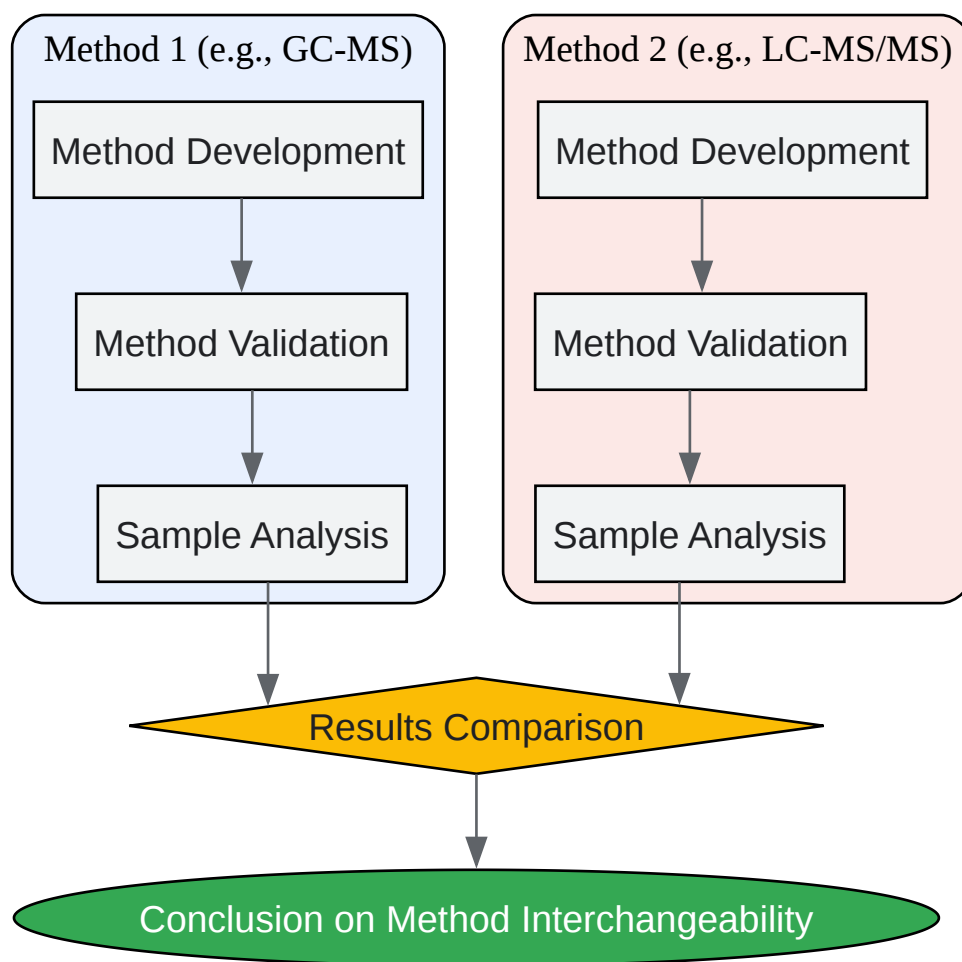 Method 1 (e.g., GC-MS)
Method Development
Method Validation
Sample Analysis
Method 2 (e.g., LC-MS/MS)
Method Development
Method Validation
Sample Analysis
Results Comparison
Conclusion on Method Interchangeability